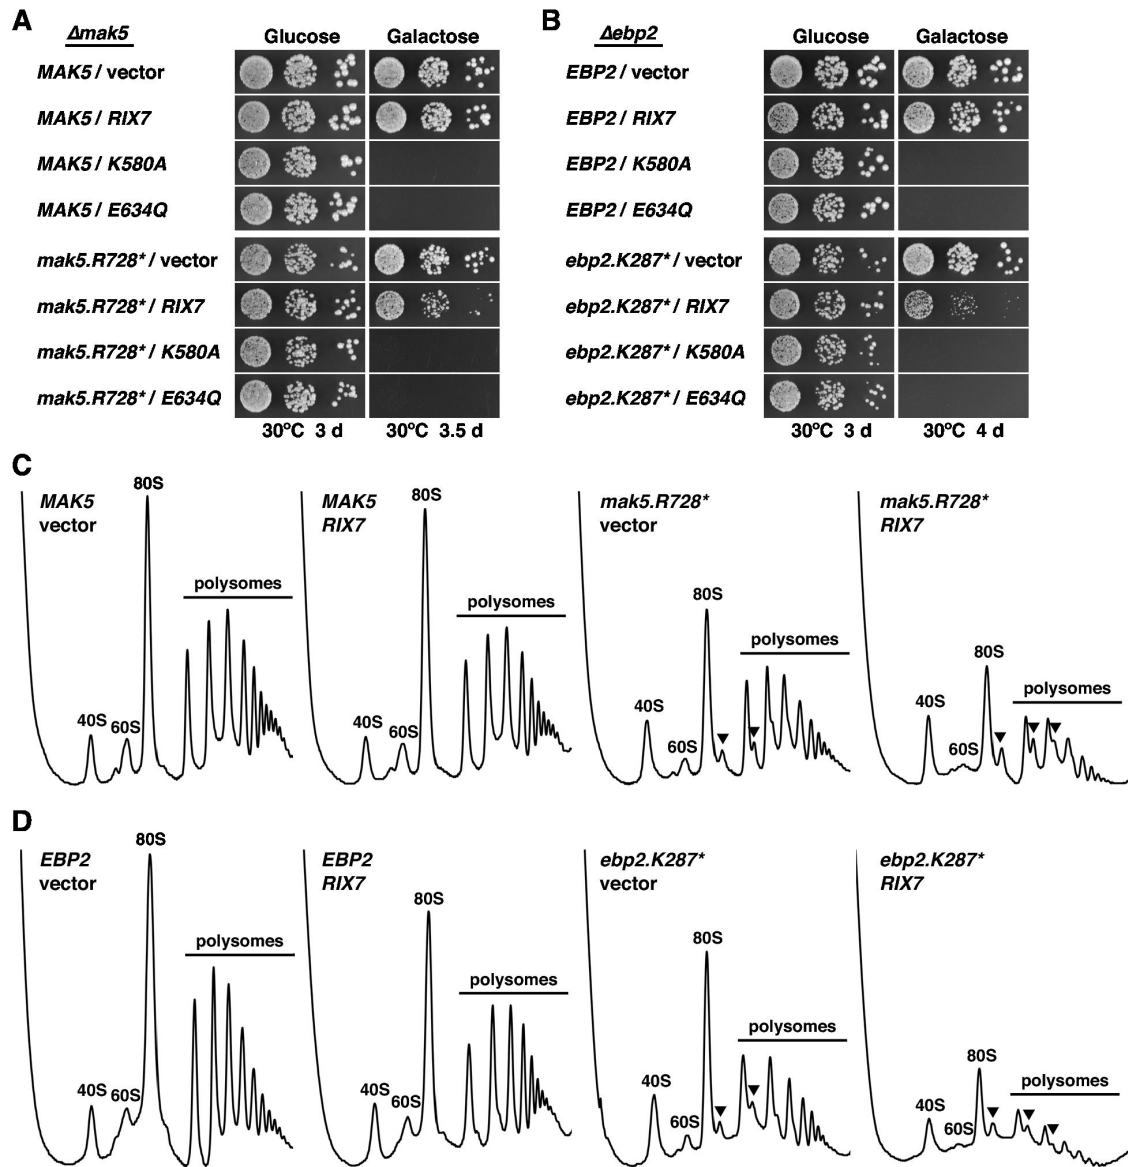 A
Δmak5
Glucose Galactose
MAK5 / vector
MAK5 / RIX7
MAK5 / K580A
MAK5 / E634Q
mak5.R728* / vector
mak5.R728* / RIX7
mak5.R728* / K580A
mak5.R728* / E634Q
30ºC 3 d 30ºC 3.5 d
B
Δebp2
Glucose Galactose
EBP2 / vector
EBP2 / RIX7
EBP2 / K580A
EBP2 / E634Q
ebp2.K287* / vector
ebp2.K287* / RIX7
ebp2.K287* / K580A
ebp2.K287* / E634Q
30ºC 3 d 30ºC 4 d
C
MAK5
vector
80S
polysomes
40S 60S
MAK5
RIX7
80S
polysomes
40S 60S
mak5.R728*
vector
80S
polysomes
40S
60S
mak5.R728*
RIX7
80S
polysomes
40S
60S
D
EBP2
vector
80S
polysomes
40S 60S
EBP2
RIX7
80S
polysomes
40S 60S
ebp2.K287*
vector
80S
polysomes
40S
60S
ebp2.K287*
RIX7
80S
polysomes
40S
60S